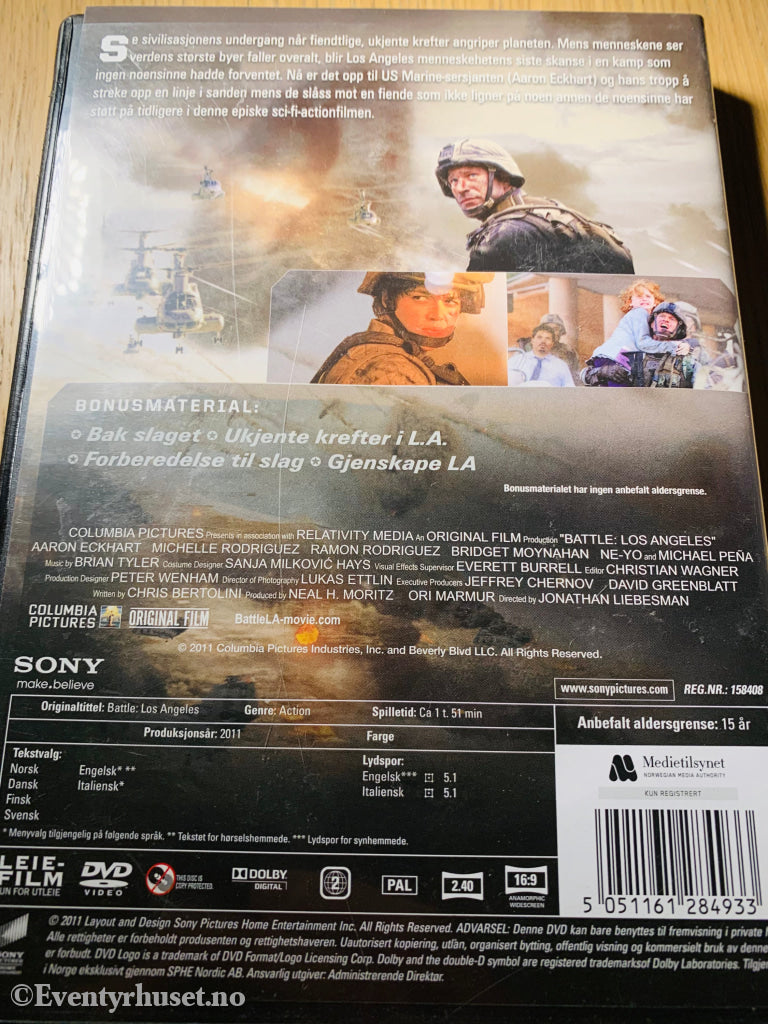 Se sivilisasjonens undergang når fiendtlige, ukjente krefter angriper planeten. Mens menneskene ser
verdens største byer faller overalt, blir Los Angeles menneskehetens siste skanse i en kamp som
ingen noensinne hadde forventet. Nå er det opp til US Marine-sersjanten (Aaron Eckhart) og hans tropp å
streke opp en linje i sanden mens de slåss mot en fiende som ikke ligner på noen annen de noensinne har
støtt på tidligere i denne episke sci-fi-actionfilmen.
BONUSMATERIAL:
✪ Bak slaget ✪ Ukjente krefter i L.A.
✪ Forberedelse til slag ✪ Gjenskape LA
Bonusmaterialet har ingen anbefalt aldersgrense.
COLUMBIA PICTURES Presents in association with RELATIVITY MEDIA An ORIGINAL FILM Production "BATTLE: LOS ANGELES"
AARON ECKHART MICHELLE RODRIGUEZ RAMON RODRIGUEZ BRIDGET MOYNAHAN NE-YO and MICHAEL PEÑA
Music by BRIAN TYLER Costume Designer SANJA MILKOVIĆ HAYS Visual Effects Supervisor EVERETT BURRELL Editor CHRISTIAN WAGNER
Production Designer PETER WENHAM Director of Photography LUKAS ETTLIN Executive Producers JEFFREY CHERNOV DAVID GREENBLATT
Written by CHRIS BERTOLINI Produced by NEAL H. MORITZ ORI MARMUR Directed by JONATHAN LIEBESMAN
COLUMBIA
PICTURES
ORIGINAL FILM
BattleLA-movie.com
© 2011 Columbia Pictures Industries, Inc. and Beverly Blvd LLC. All Rights Reserved.
SONY
make.believe
www.sonypictures.com
REG.NR.: 158408
Originaltittel: Battle: Los Angeles Genre: Action Spilletid: Ca 1 t. 51 min
Produksjonsår: 2011 Farge
Anbefalt aldersgrense: 15 år
Tekstvalg:
Norsk Engelsk* **
Dansk Italiensk*
Finsk
Svensk
Lydspor:
Engelsk*** 5.1
Italiensk 5.1
* Menyvalg tilgjengelig på følgende språk. ** Tekstet for hørselshemmede. *** Lydspor for synhemmede.
Medietilsynet
NORWEGIAN MEDIA AUTHORITY
KUN REGISTRERT
5 051161 284933
LEIE-
FILM
UN FOR UTLEIE
DVD
VIDEO
THIS DISC IS
COPY PROTECTED.
DOLBY
DIGITAL
2
PAL
2.40
16:9
ANAMORPHIC
WIDESCREEN
© 2011 Layout and Design Sony Pictures Home Entertainment Inc. All Rights Reserved. ADVARSEL: Denne DVD kan bare benyttes til fremvisning i private h
Alle rettigheter er forbeholdt produsenten og rettighetshaveren. Uautorisert kopiering, utlån, organisert bytting, offentlig visning og kommersielt bruk av denne
er forbudt. DVD Logo is a trademark of DVD Format/Logo Licensing Corp. Dolby and the double-D symbol are registered trademarksof Dolby Laboratories. Tilgje
i Norge eksklusivt gjennom SPHE Nordic AB. Ansvarlig utgiver: Administrerende Direktør.
SONY
PICTURES
©Eventyrhuset.no